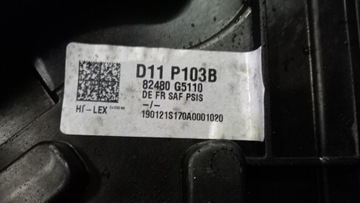 D11 P103B
82480 G5110
DE FR SAF PSIS
-/-
HI-LEX
190121S170A0001020